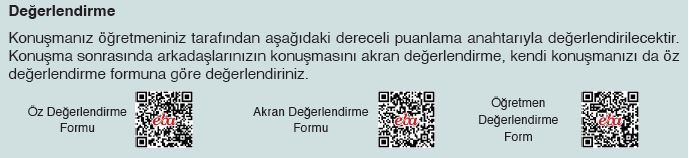 Değerlendirme
Konuşmanız öğretmeniniz tarafından aşağıdaki dereceli puanlama anahtarıyla değerlendirilecektir.
Konuşma sonrasında arkadaşlarınızın konuşmasını akran değerlendirme, kendi konuşmanızı da öz
değerlendirme formuna göre değerlendiriniz.
Öz Değerlendirme
Formu
eba
Akran Değerlendirme
Formu
eba
Öğretmen
Değerlendirme
Form
eba